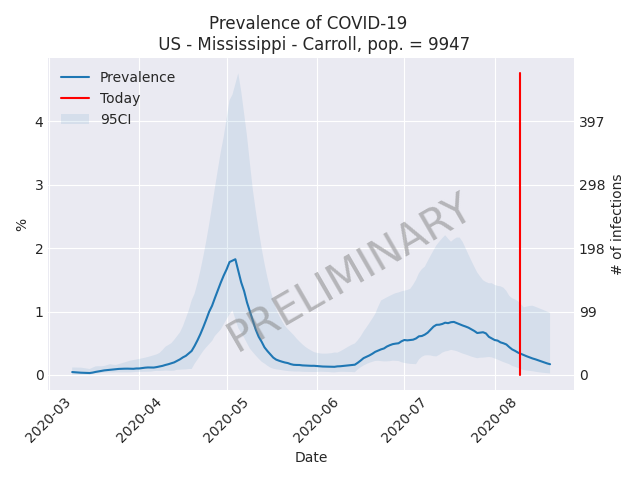 Prevalence of COVID-19
US - Mississippi - Carroll, pop. = 9947
Prevalence
Today
95CI
%
4
3
2
1
0
397
298
198
99
0
# of infections
PRELIMINARY
2020-03
2020-04
2020-05
2020-06
2020-07
2020-08
Date